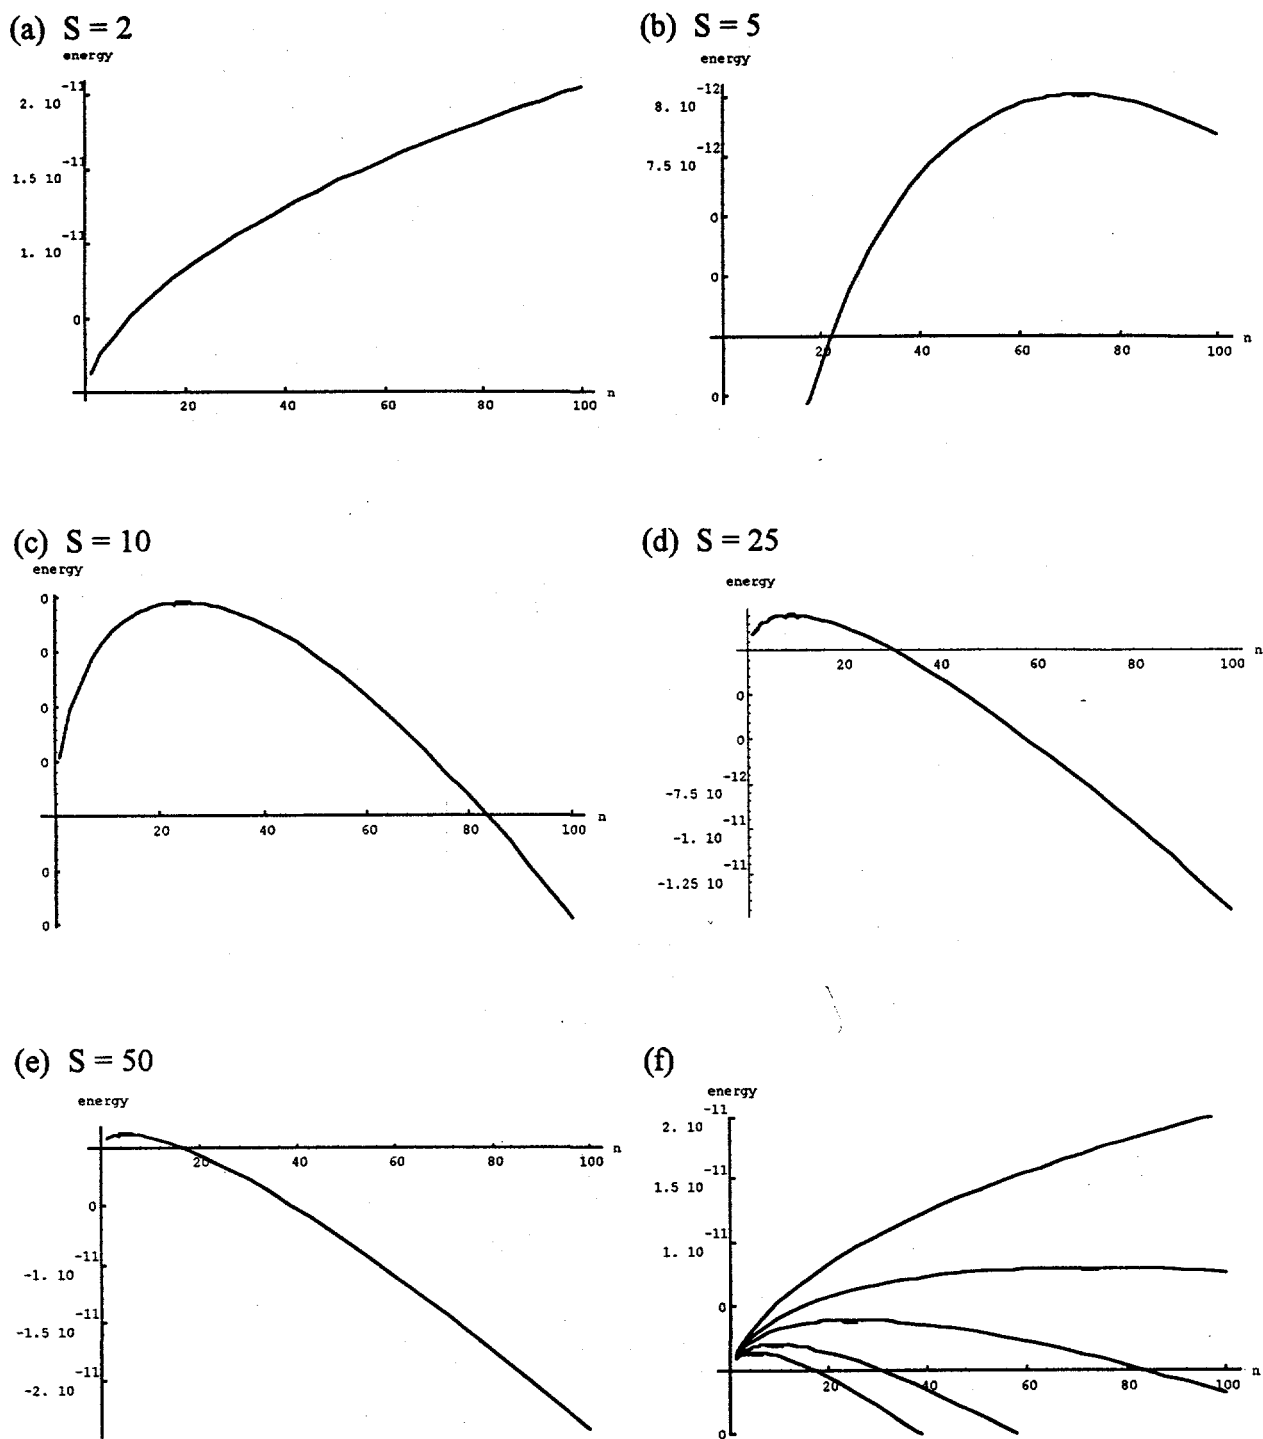 (a) S = 2
energy
2. 10^-11
1.5 10^-11
1. 10^-11
0
20 40 60 80 100 n
(b) S = 5
energy
8. 10^-12
7.5 10^-12
0
0
20 40 60 80 100 n
0
(c) S = 10
energy
0
0
0
0
20 40 60 80 100 n
0
0
(d) S = 25
energy
20 40 60 80 100 n
0
0
-7.5 10^-12
-1. 10^-11
-1.25 10^-11
(e) S = 50
energy
20 40 60 80 100 n
0
-1. 10^-11
-1.5 10^-11
-2. 10^-11
(f)
energy
2. 10^-11
1.5 10^-11
1. 10^-11
0
20 40 60 80 100 n
0